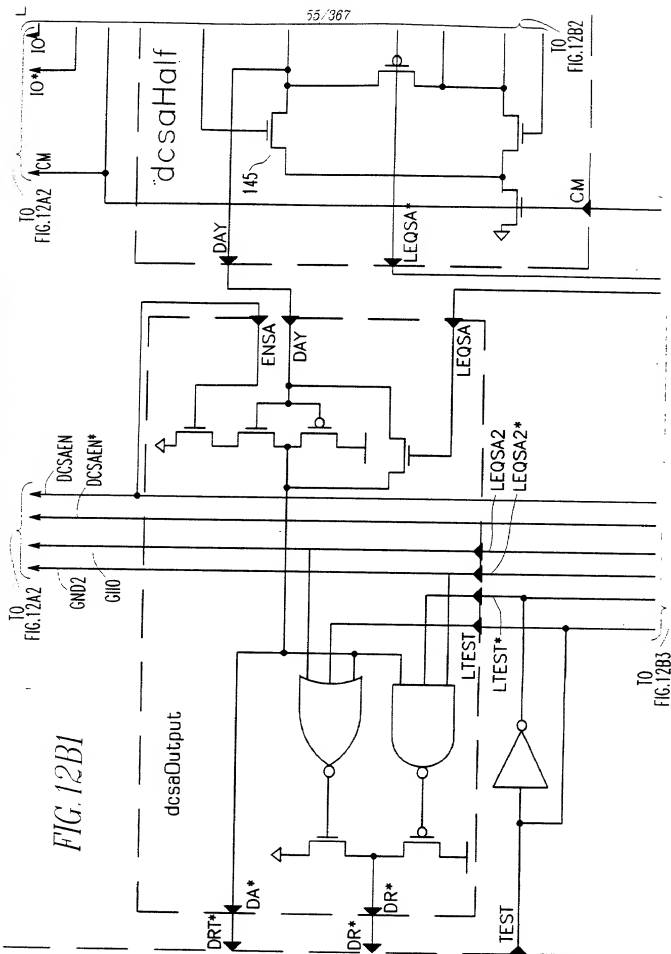 55/367
TO
FIG.12A2
IO*
IO
CM
TO
FIG.12B2
dcsaHalf
145
DAY
LEQSA*
CM
ENSA
DAY
LEQSA
TO
FIG.12A2
DCSAEN
DCSAEN*
GND2
LEQSA2
LEQSA2*
LTEST
LTEST*
TO
FIG.12B3
FIG.12B1
dcsaOutput
DRT*
DA*
DR*
DR*
TEST